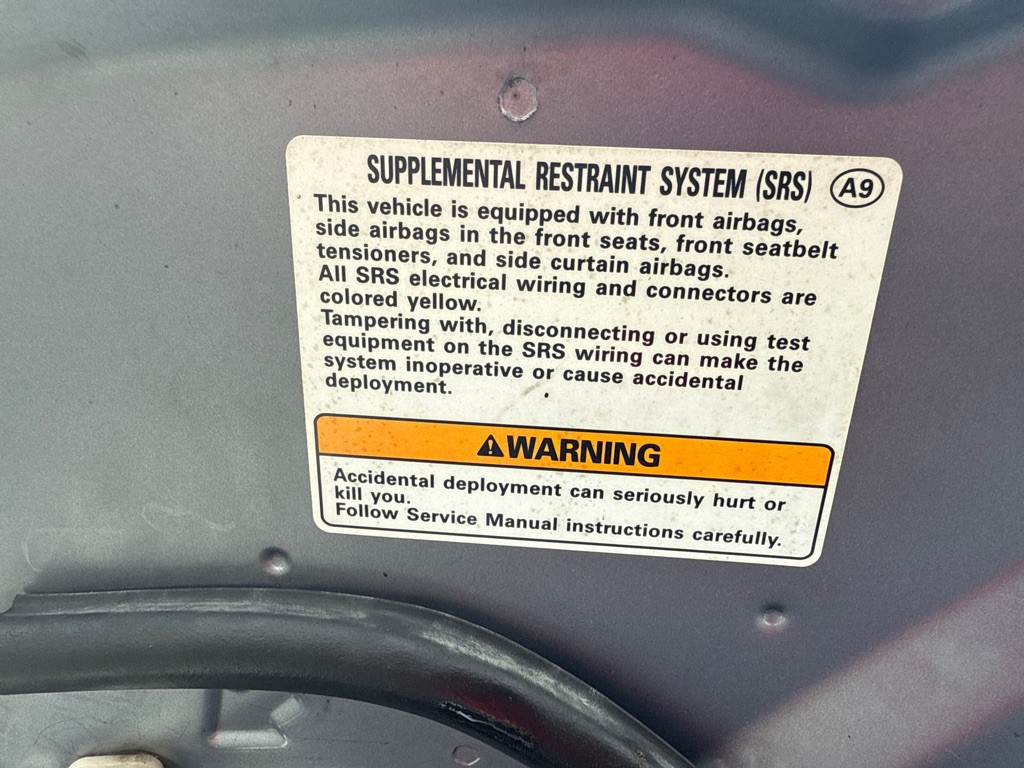 SUPPLEMENTAL RESTRAINT SYSTEM (SRS) A9
This vehicle is equipped with front airbags,
side airbags in the front seats, front seatbelt
tensioners, and side curtain airbags.
All SRS electrical wiring and connectors are
colored yellow.
Tampering with, disconnecting or using test
equipment on the SRS wiring can make the
system inoperative or cause accidental
deployment.
WARNING
Accidental deployment can seriously hurt or
kill you.
Follow Service Manual instructions carefully.